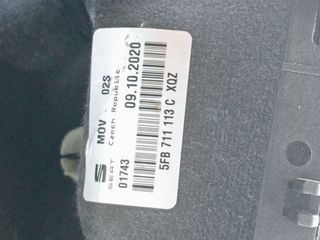 SEAT
MOV 02S
Czech Republic
09.10.2020
01743
5FB 711 113 C XQZ